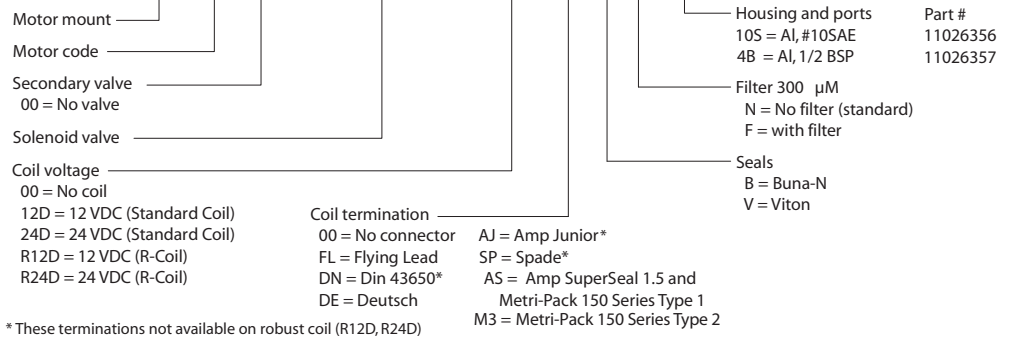 Motor mount
Motor code
Secondary valve
00 = No valve
Solenoid valve
Coil voltage
00 = No coil
12D = 12 VDC (Standard Coil)
24D = 24 VDC (Standard Coil)
R12D = 12 VDC (R-Coil)
R24D = 24 VDC (R-Coil)
Coil termination
00 = No connector
FL = Flying Lead
DN = Din 43650*
DE = Deutsch
AJ = Amp Junior*
SP = Spade*
AS = Amp SuperSeal 1.5 and
Metri-Pack 150 Series Type 1
M3 = Metri-Pack 150 Series Type 2
Housing and ports Part #
10S = Al, #10SAE 11026356
4B = Al, 1/2 BSP 11026357
Filter 300 µM
N = No filter (standard)
F = with filter
Seals
B = Buna-N
V = Viton
* These terminations not available on robust coil (R12D, R24D)